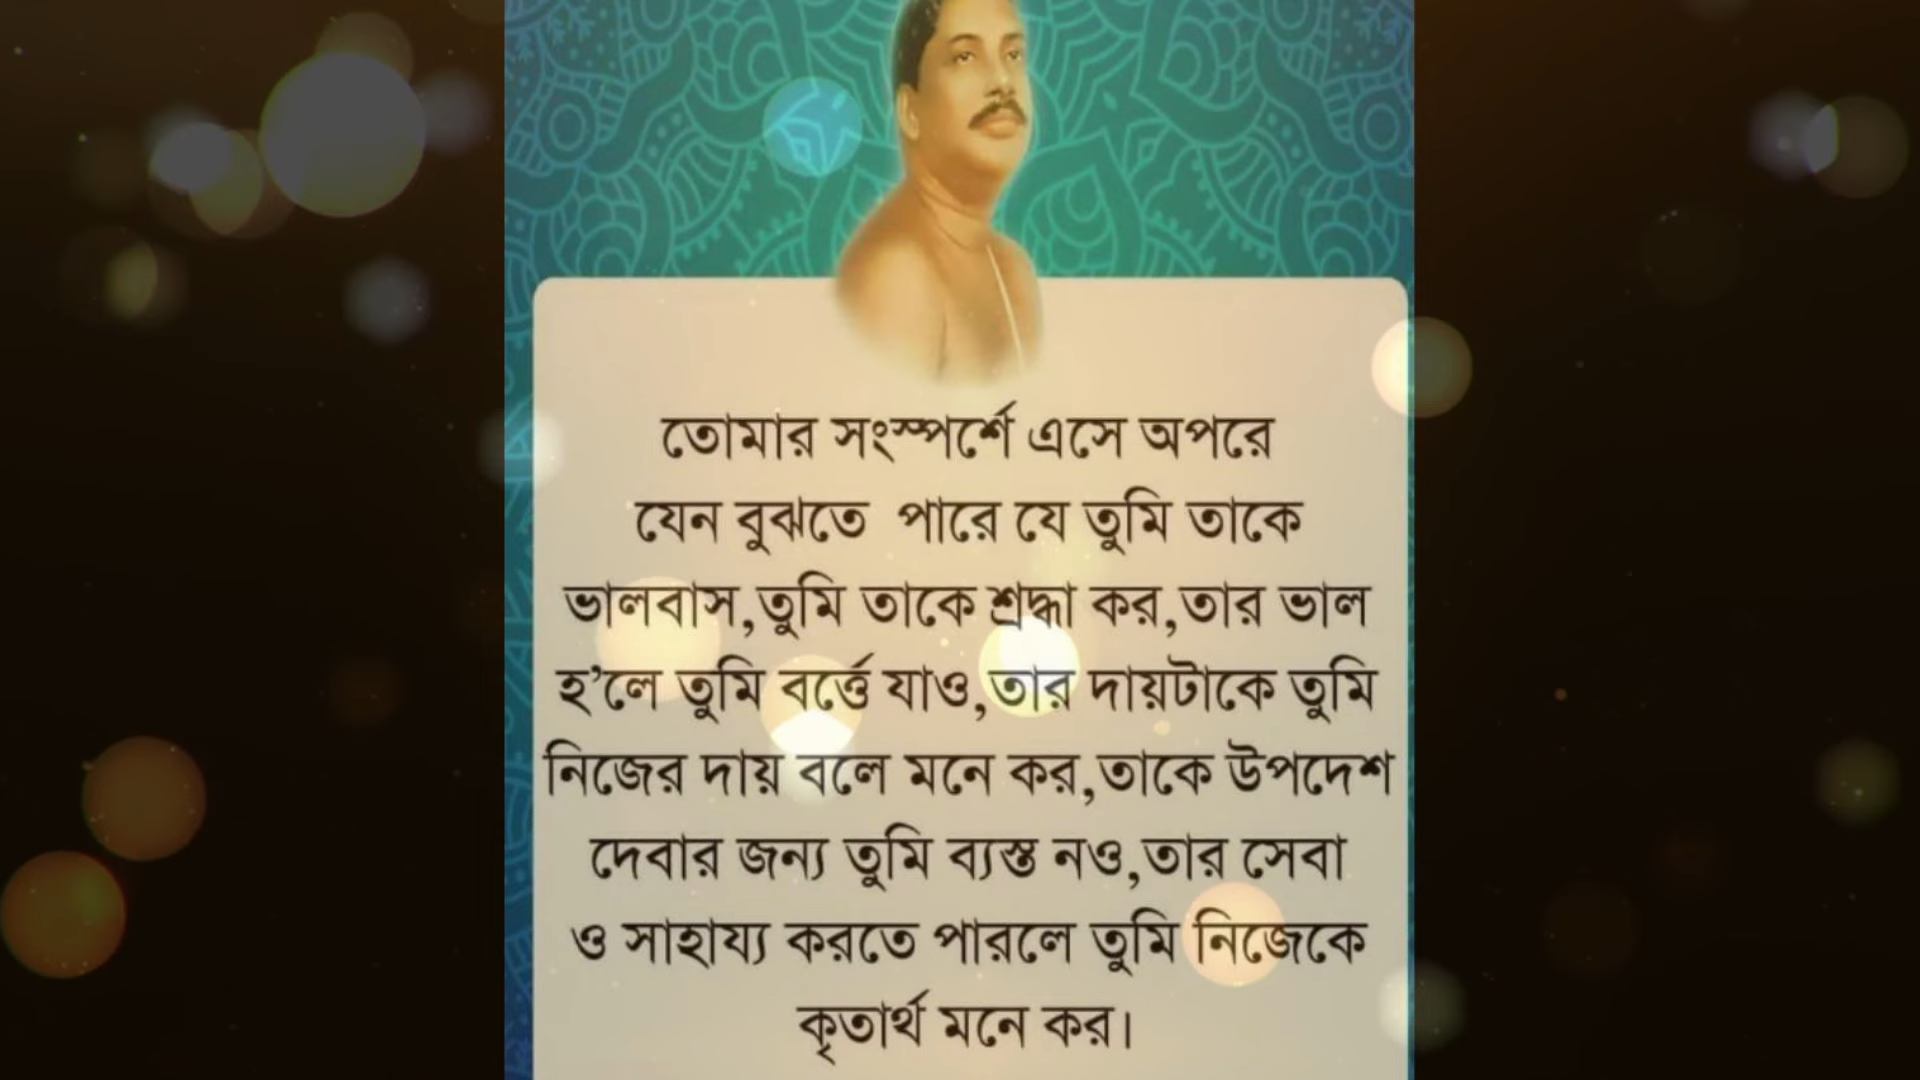 তোমার সংস্পর্শে এসে অপরে
যেন বুঝতে পারে যে তুমি তাকে
ভালবাস,তুমি তাকে শ্রদ্ধা কর,তার ভাল
হ’লে তুমি বর্ত্তে যাও,তার দায়টাকে তুমি
নিজের দায় বলে মনে কর,তাকে উপদেশ
দেবার জন্য তুমি ব্যস্ত নও,তার সেবা
ও সাহায্য করতে পারলে তুমি নিজেকে
কৃতার্থ মনে কর।